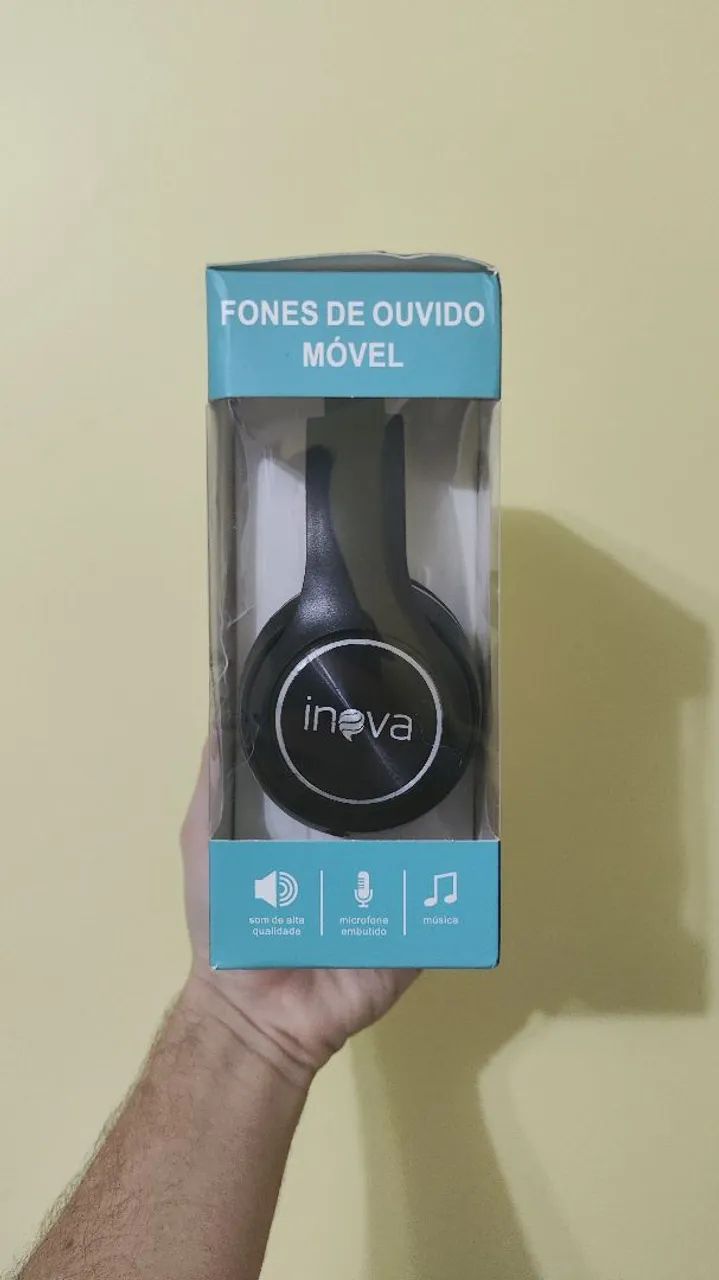 FONES DE OUVIDO
MÓVEL
inova
som de alta
qualidade
microfone
embutido
música